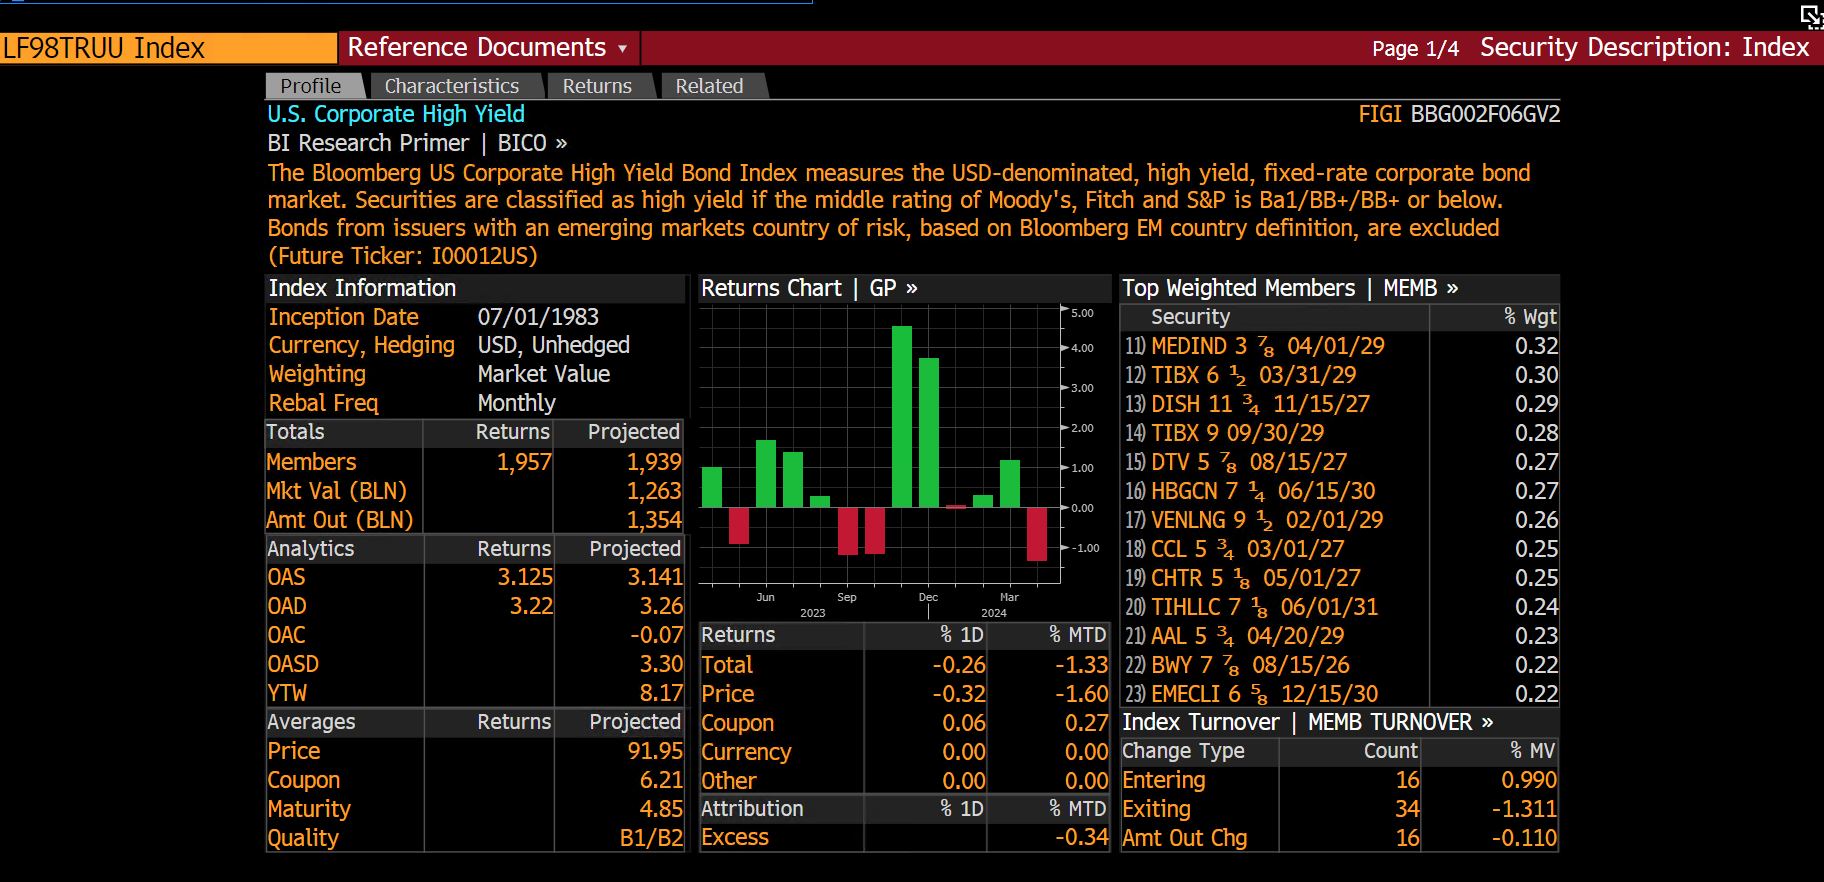 LF98TRUU Index Reference Documents ▾ Page 1/4 Security Description: Index
Profile Characteristics Returns Related
U.S. Corporate High Yield FIGI BBG002F06GV2
BI Research Primer | BICO »
The Bloomberg US Corporate High Yield Bond Index measures the USD-denominated, high yield, fixed-rate corporate bond
market. Securities are classified as high yield if the middle rating of Moody's, Fitch and S&P is Ba1/BB+/BB+ or below.
Bonds from issuers with an emerging markets country of risk, based on Bloomberg EM country definition, are excluded
(Future Ticker: I00012US)
Index Information
Inception Date 07/01/1983
Currency, Hedging USD, Unhedged
Weighting Market Value
Rebal Freq Monthly
Totals Returns Projected
Members 1,957 1,939
Mkt Val (BLN) 1,263
Amt Out (BLN) 1,354
Analytics Returns Projected
OAS 3.125 3.141
OAD 3.22 3.26
OAC -0.07
OASD 3.30
YTW 8.17
Averages Returns Projected
Price 91.95
Coupon 6.21
Maturity 4.85
Quality B1/B2
Returns Chart | GP »
5.00
4.00
3.00
2.00
1.00
0.00
-1.00
Jun Sep Dec Mar
2023 2024
Returns % 1D % MTD
Total -0.26 -1.33
Price -0.32 -1.60
Coupon 0.06 0.27
Currency 0.00 0.00
Other 0.00 0.00
Attribution % 1D % MTD
Excess -0.34
Top Weighted Members | MEMB »
Security % Wgt
11) MEDIND 3 ⅞ 04/01/29 0.32
12) TIBX 6 ½ 03/31/29 0.30
13) DISH 11 ¾ 11/15/27 0.29
14) TIBX 9 09/30/29 0.28
15) DTV 5 ⅞ 08/15/27 0.27
16) HBGCN 7 ¼ 06/15/30 0.27
17) VENLNG 9 ½ 02/01/29 0.26
18) CCL 5 ¾ 03/01/27 0.25
19) CHTR 5 ⅛ 05/01/27 0.25
20) TIHLLC 7 ⅛ 06/01/31 0.24
21) AAL 5 ¾ 04/20/29 0.23
22) BWY 7 ⅞ 08/15/26 0.22
23) EMECLI 6 ⅝ 12/15/30 0.22
Index Turnover | MEMB TURNOVER »
Change Type Count % MV
Entering 16 0.990
Exiting 34 -1.311
Amt Out Chg 16 -0.110